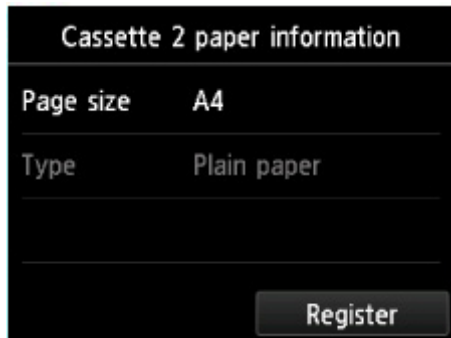 Cassette 2 paper information
Page size A4
Type Plain paper
Register